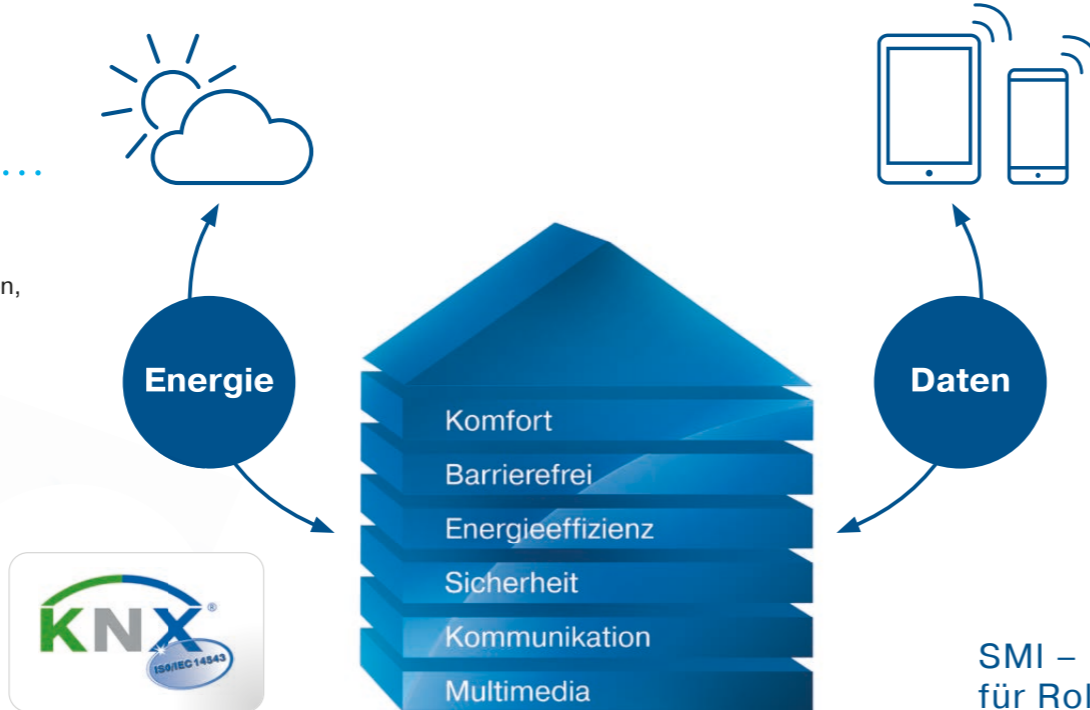 ...
n,
Energie
Daten
Komfort
Barrierefrei
Energieeffizienz
Sicherheit
Kommunikation
Multimedia
KNX®
ISO/IEC 14543
SMI –
für Rol